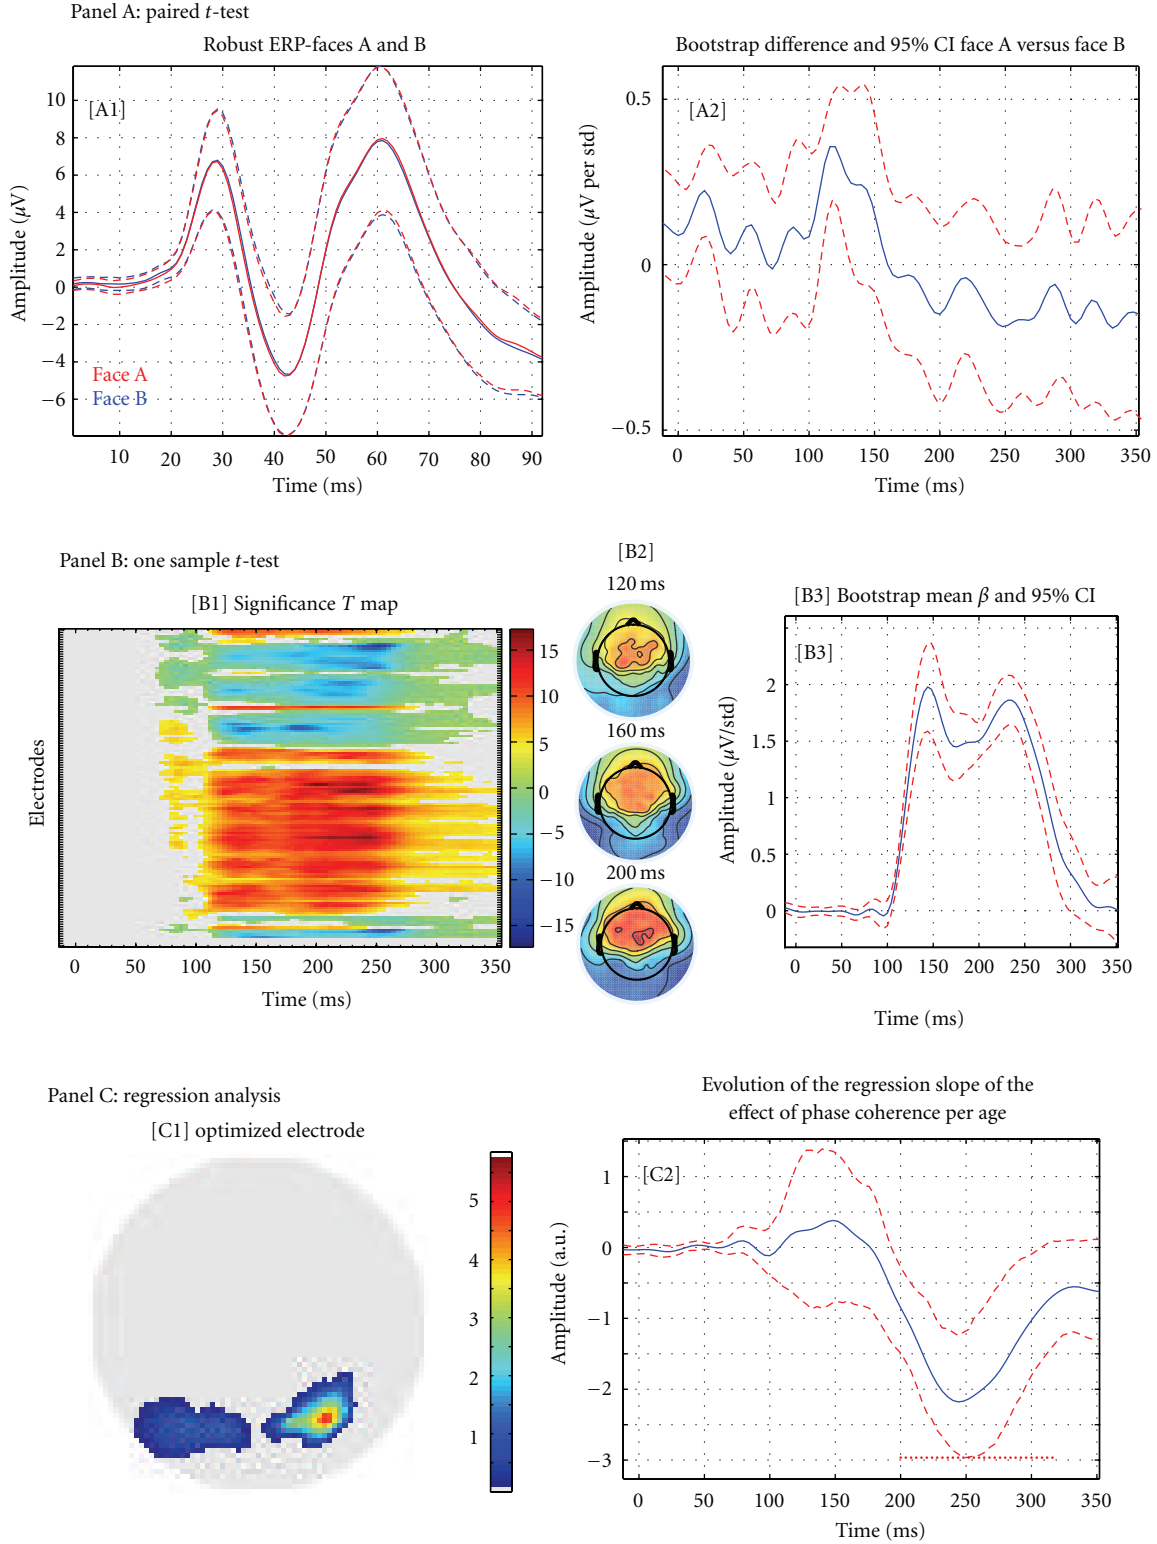 Panel A: paired t-test
Robust ERP-faces A and B
[A1]
Amplitude (μV)
10
8
6
4
2
0
−2
−4
−6
Face A
Face B
10 20 30 40 50 60 70 80 90
Time (ms)
Bootstrap difference and 95% CI face A versus face B
[A2]
Amplitude (μV per std)
0.5
0
−0.5
0 50 100 150 200 250 300 350
Time (ms)
Panel B: one sample t-test
[B1] Significance T map
Electrodes
0 50 100 150 200 250 300 350
Time (ms)
15
10
5
0
−5
−10
−15
[B2]
120 ms
160 ms
200 ms
[B3] Bootstrap mean β and 95% CI
[B3]
Amplitude (μV/std)
2
1.5
1
0.5
0
0 50 100 150 200 250 300 350
Time (ms)
Panel C: regression analysis
[C1] optimized electrode
5
4
3
2
1
Evolution of the regression slope of the
effect of phase coherence per age
[C2]
Amplitude (a.u.)
1
0
−1
−2
−3
0 50 100 150 200 250 300 350
Time (ms)